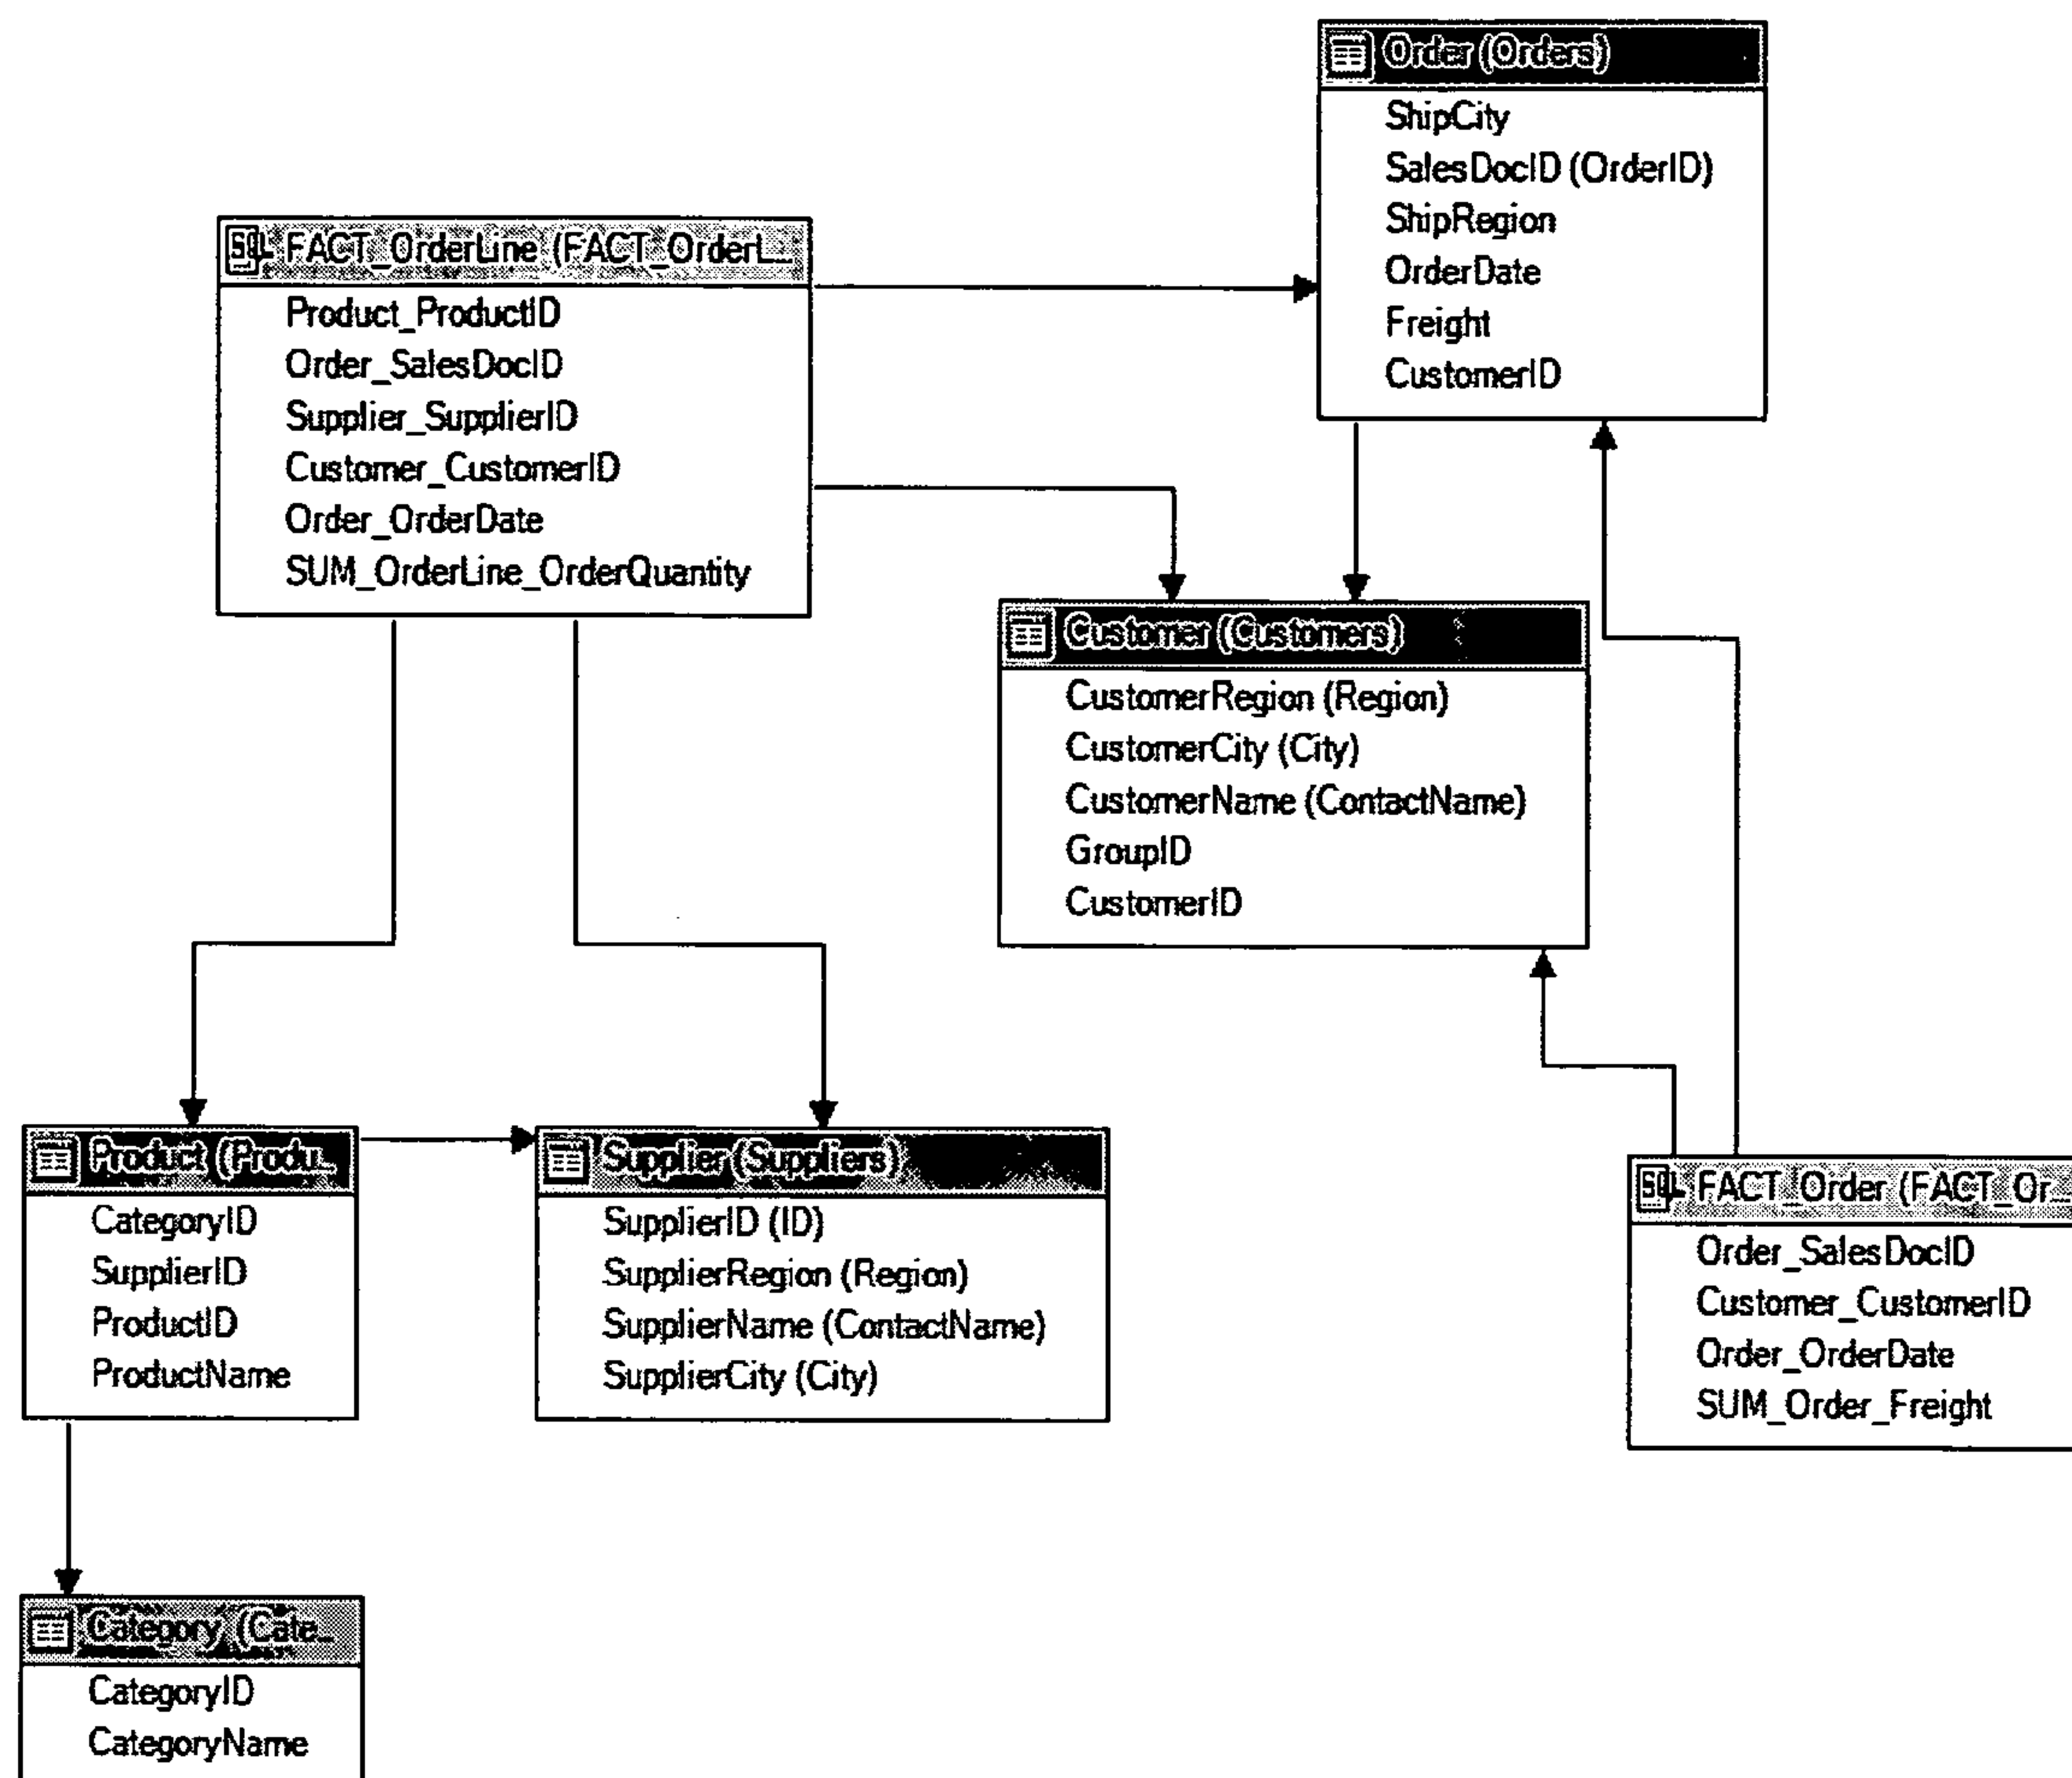 Order (Orders)
ShipCity
SalesDocID (OrderID)
ShipRegion
OrderDate
Freight
CustomerID
SQL FACT_OrderLine (FACT_OrderL...
Product_ProductID
Order_SalesDocID
Supplier_SupplierID
Customer_CustomerID
Order_OrderDate
SUM_OrderLine_OrderQuantity
Customer (Customers)
CustomerRegion (Region)
CustomerCity (City)
CustomerName (ContactName)
GroupID
CustomerID
Product (Produ...
CategoryID
SupplierID
ProductID
ProductName
Supplier (Suppliers)
SupplierID (ID)
SupplierRegion (Region)
SupplierName (ContactName)
SupplierCity (City)
SQL FACT_Order (FACT_Or...
Order_SalesDocID
Customer_CustomerID
Order_OrderDate
SUM_Order_Freight
Category (Cate...
CategoryID
CategoryName